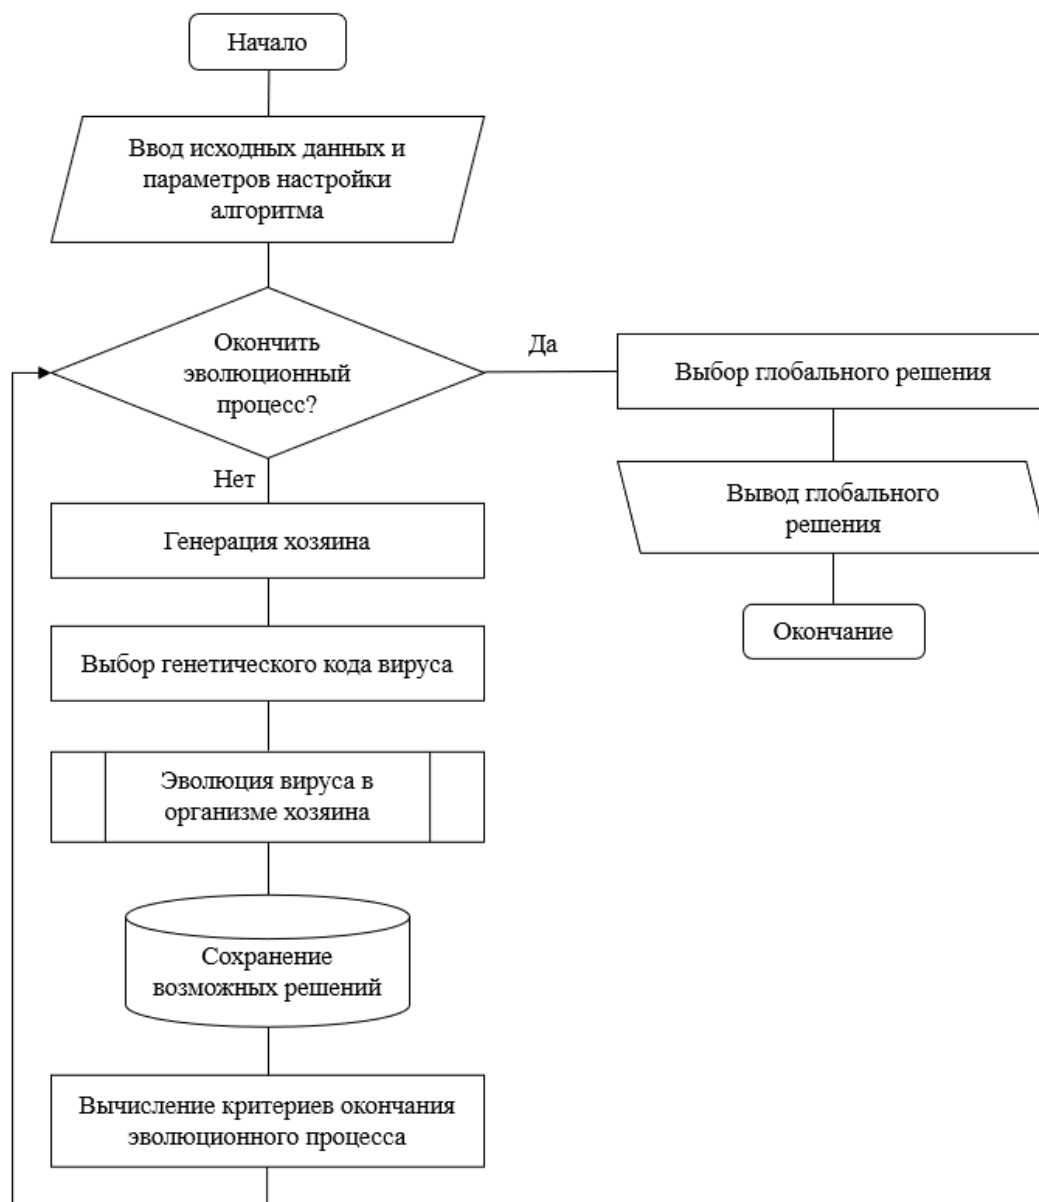 Начало
Ввод исходных данных и
параметров настройки
алгоритма
Окончить
эволюционный
процесс?
Да
Выбор глобального решения
Вывод глобального
решения
Окончание
Нет
Генерация хозяина
Выбор генетического кода вируса
Эволюция вируса в
организме хозяина
Сохранение
возможных решений
Вычисление критериев окончания
эволюционного процесса